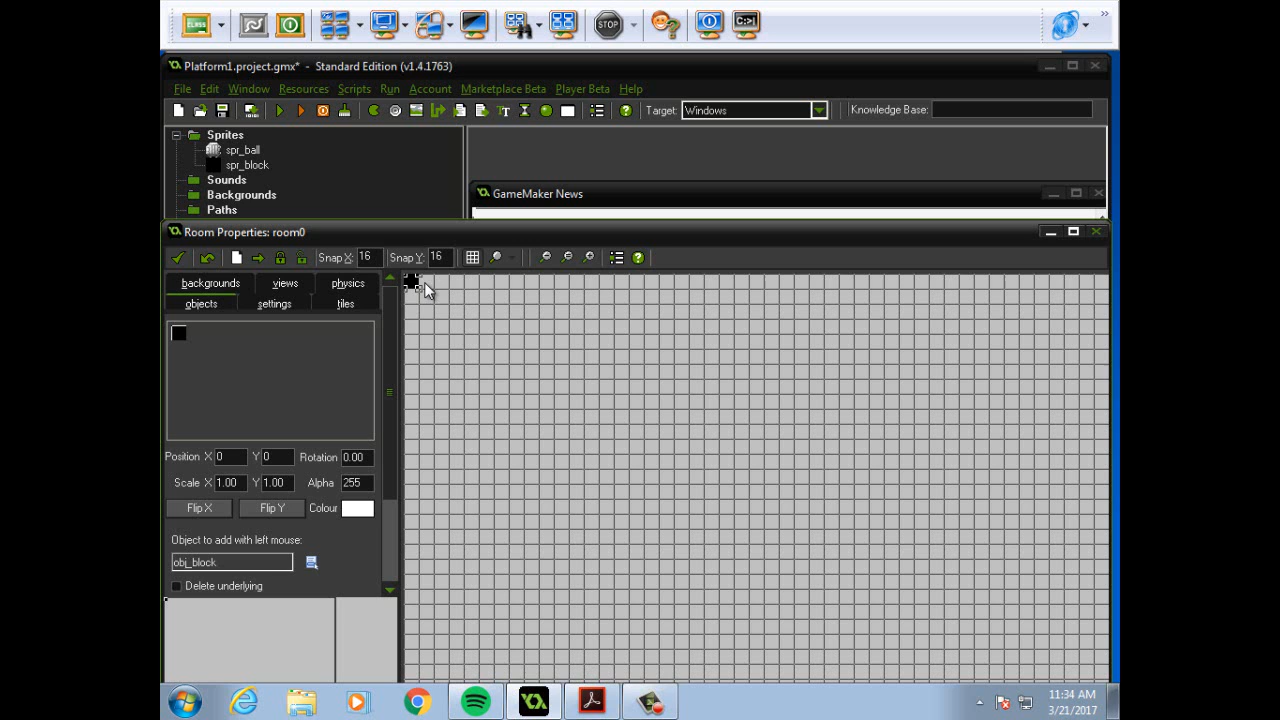 CLASS
STOP
C:\>_
»
Platform1.project.gmx* - Standard Edition (v1.4.1763)
File Edit Window Resources Scripts Run Account Marketplace Beta Player Beta Help
Target: Windows Knowledge Base:
Sprites
spr_ball
spr_block
Sounds
Backgrounds
Paths
GameMaker News
Room Properties: room0
Snap X: 16 Snap Y: 16
backgrounds views physics
objects settings tiles
Position X 0 Y 0 Rotation 0.00
Scale X 1.00 Y 1.00 Alpha 255
Flip X Flip Y Colour
Object to add with left mouse:
obj_block
Delete underlying
11:34 AM
3/21/2017